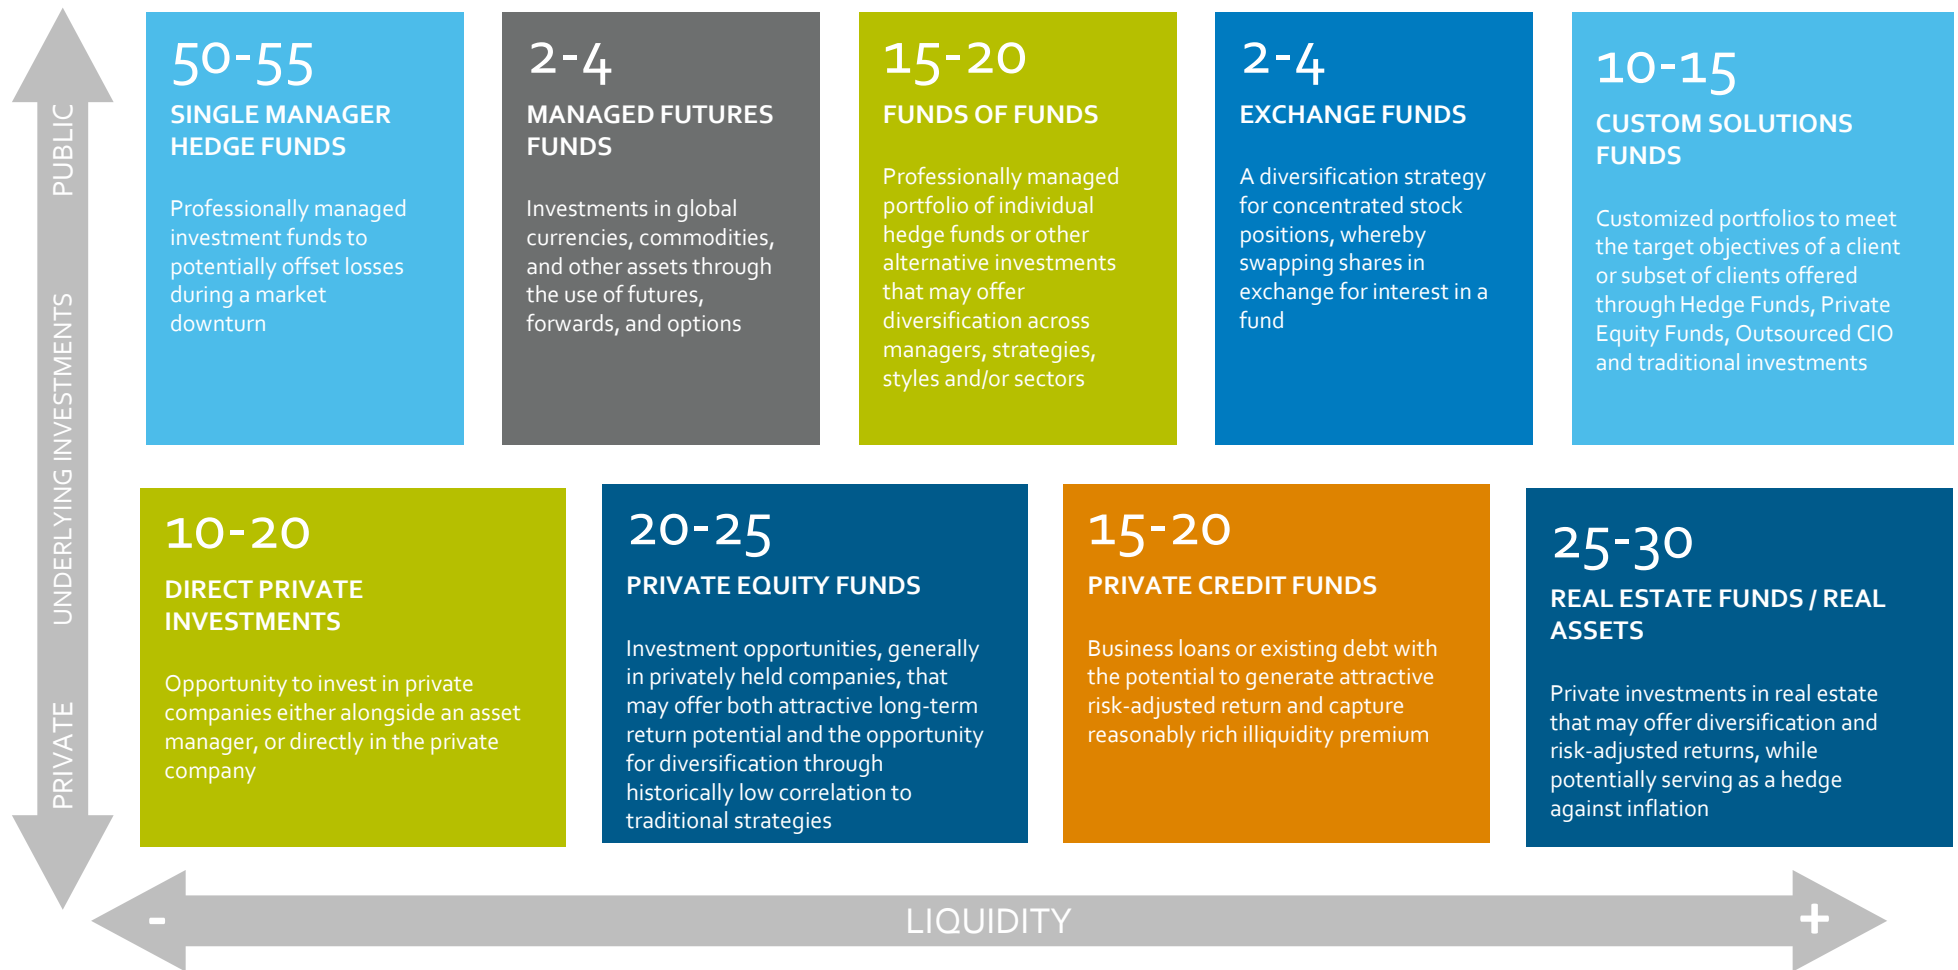 PUBLIC
UNDERLYING INVESTMENTS
PRIVATE
50-55
SINGLE MANAGER
HEDGE FUNDS
Professionally managed
investment funds to
potentially offset losses
during a market
downturn
2-4
MANAGED FUTURES
FUNDS
Investments in global
currencies, commodities,
and other assets through
the use of futures,
forwards, and options
15-20
FUNDS OF FUNDS
Professionally managed
portfolio of individual
hedge funds or other
alternative investments
that may offer
diversification across
managers, strategies,
styles and/or sectors
2-4
EXCHANGE FUNDS
A diversification strategy
for concentrated stock
positions, whereby
swapping shares in
exchange for interest in a
fund
10-15
CUSTOM SOLUTIONS
FUNDS
Customized portfolios to meet
the target objectives of a client
or subset of clients offered
through Hedge Funds, Private
Equity Funds, Outsourced CIO
and traditional investments
10-20
DIRECT PRIVATE
INVESTMENTS
Opportunity to invest in private
companies either alongside an asset
manager, or directly in the private
company
20-25
PRIVATE EQUITY FUNDS
Investment opportunities, generally
in privately held companies, that
may offer both attractive long-term
return potential and the opportunity
for diversification through
historically low correlation to
traditional strategies
15-20
PRIVATE CREDIT FUNDS
Business loans or existing debt with
the potential to generate attractive
risk-adjusted return and capture
reasonably rich illiquidity premium
25-30
REAL ESTATE FUNDS / REAL
ASSETS
Private investments in real estate
that may offer diversification and
risk-adjusted returns, while
potentially serving as a hedge
against inflation
- LIQUIDITY +